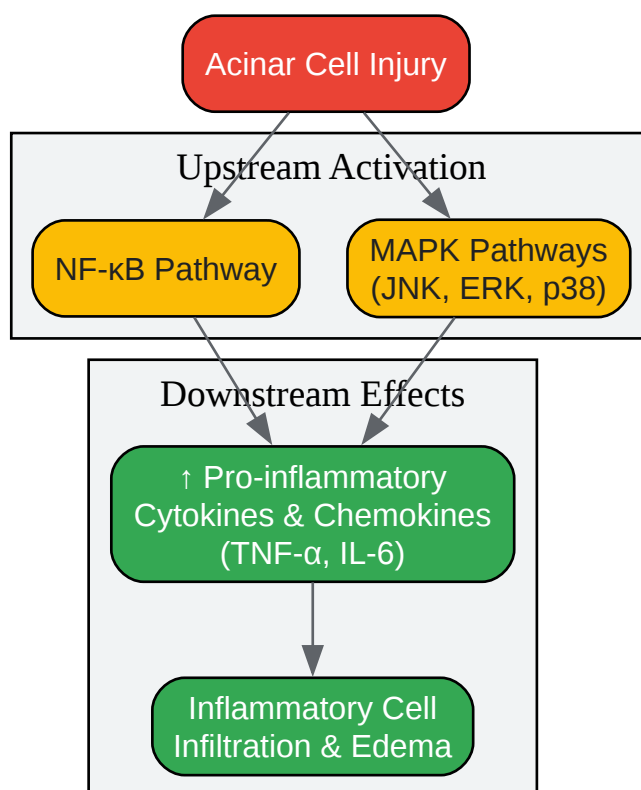 Acinar Cell Injury
Upstream Activation
NF-κB Pathway
MAPK Pathways
(JNK, ERK, p38)
Downstream Effects
↑ Pro-inflammatory
Cytokines & Chemokines
(TNF-α, IL-6)
Inflammatory Cell
Infiltration & Edema